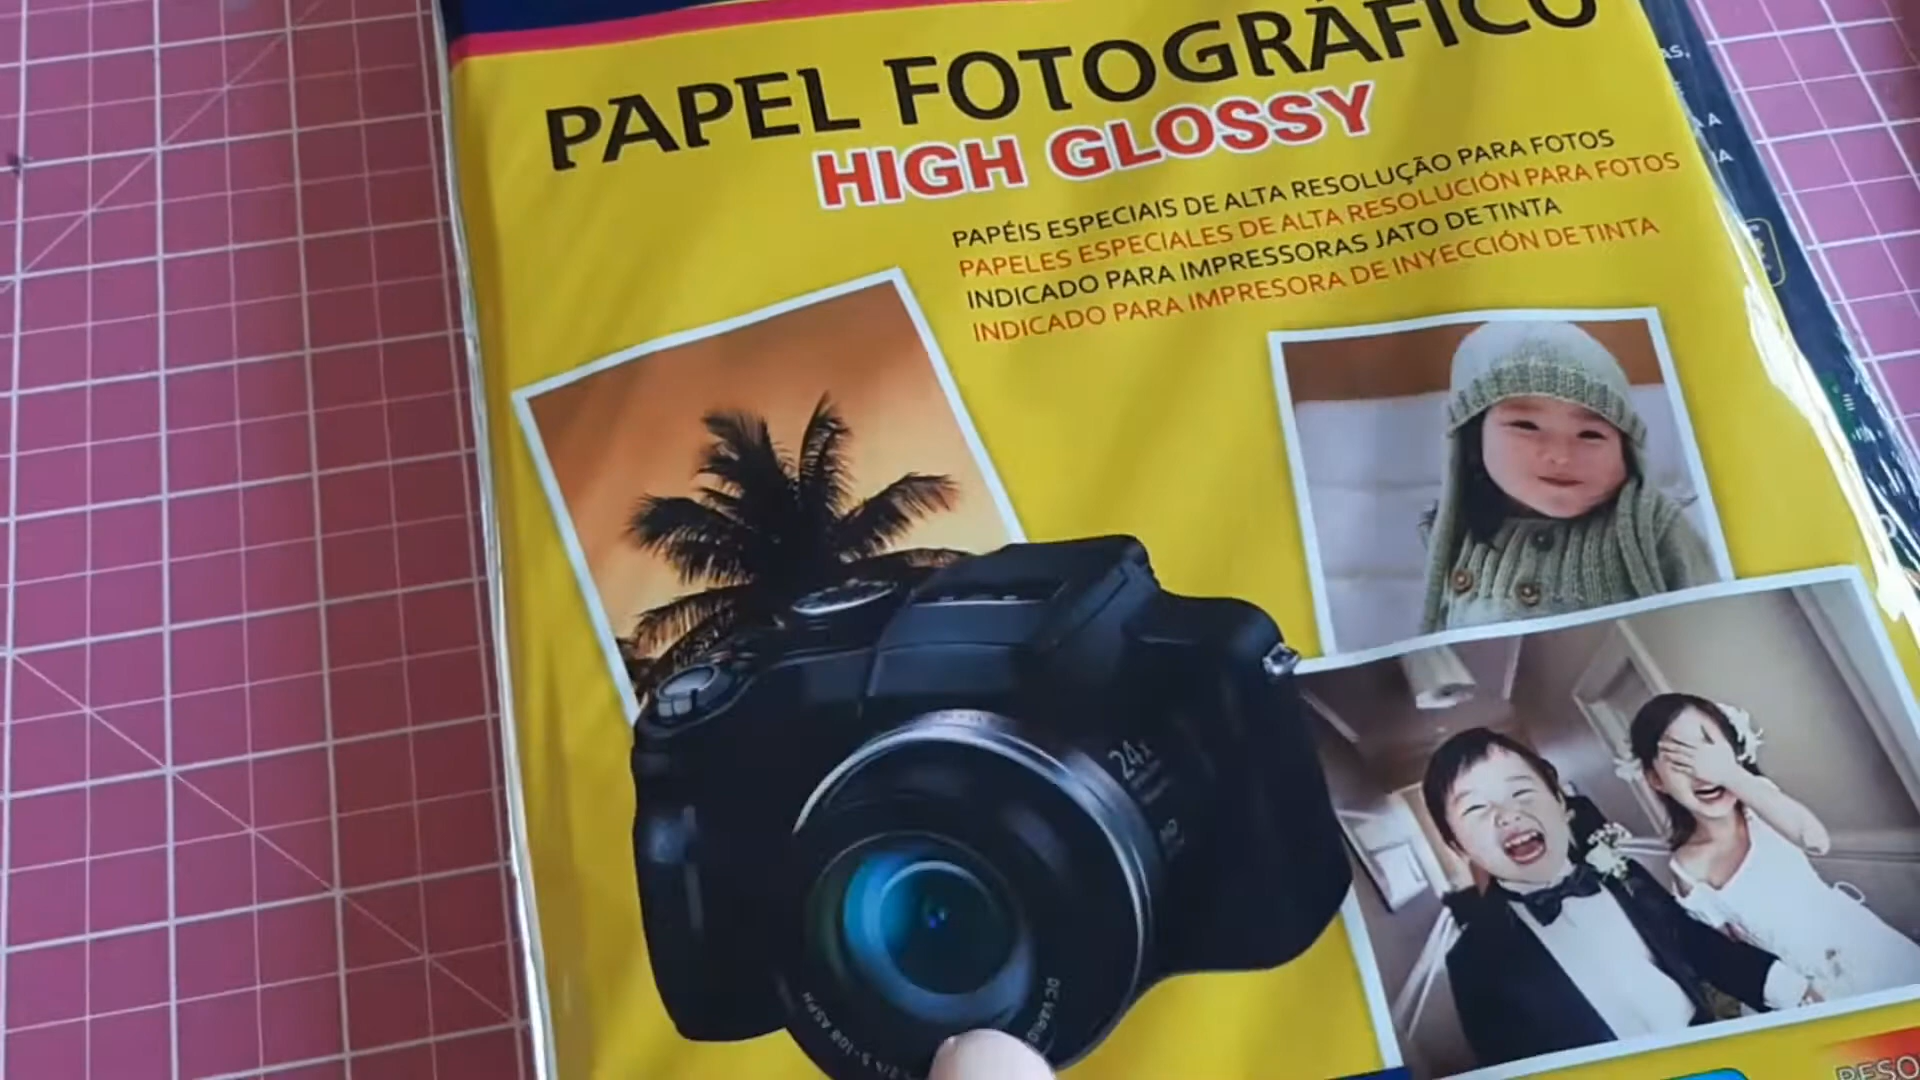 PAPEL FOTOGRÁFICO
HIGH GLOSSY
PAPÉIS ESPECIAIS DE ALTA RESOLUÇÃO PARA FOTOS
PAPELES ESPECIALES DE ALTA RESOLUCIÓN PARA FOTOS
INDICADO PARA IMPRESSORAS JATO DE TINTA
INDICADO PARA IMPRESORA DE INYECCIÓN DE TINTA
24x